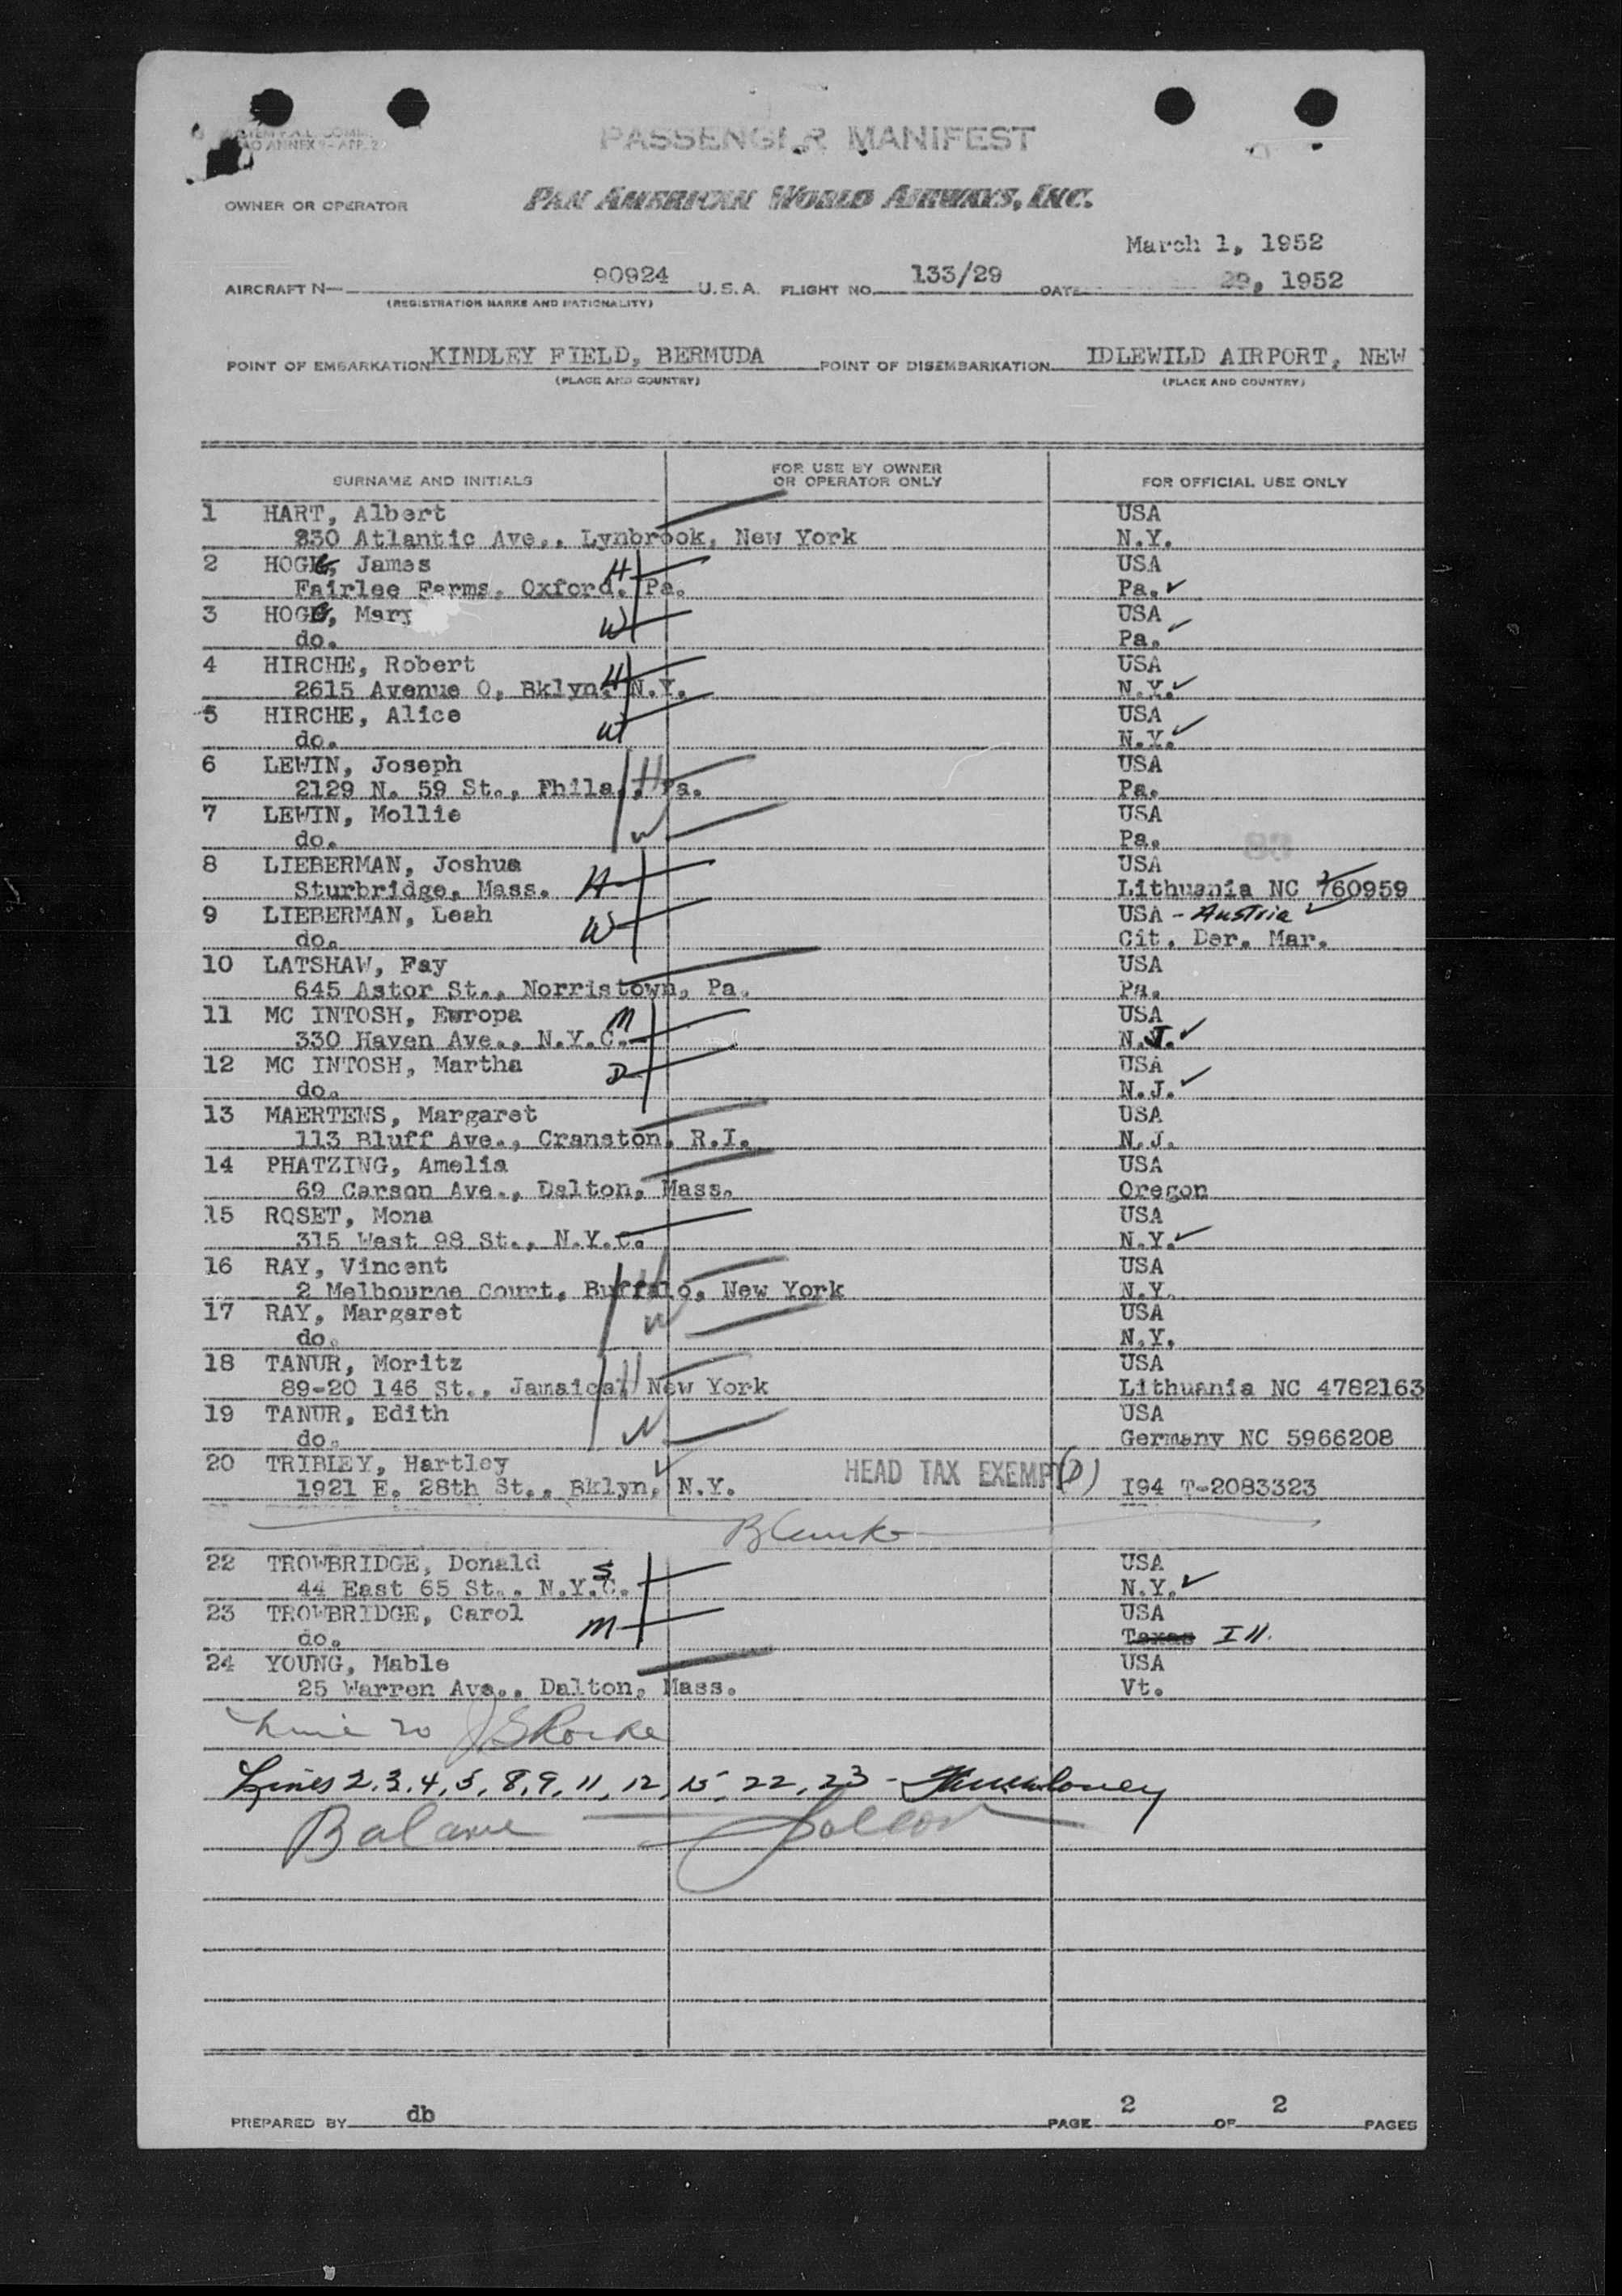 PASSENGER MANIFEST
OWNER OR OPERATOR PAN AMERICAN WORLD AIRWAYS, INC.
March 1, 1952
AIRCRAFT N— 90924 U.S.A. FLIGHT NO. 133/29 DATE 29, 1952
(REGISTRATION MARKS AND NATIONALITY)
POINT OF EMBARKATION KINDLEY FIELD, BERMUDA POINT OF DISEMBARKATION IDLEWILD AIRPORT, NEW
(PLACE AND COUNTRY) (PLACE AND COUNTRY)
SURNAME AND INITIALS FOR USE BY OWNER OR OPERATOR ONLY FOR OFFICIAL USE ONLY
1 HART, Albert USA
830 Atlantic Ave., Lynbrook, New York N.Y.
2 HOGG, James H USA
Fairlee Farms, Oxford, Pa. Pa. ✓
3 HOGG, Mary W USA
do. Pa. ✓
4 HIRCHE, Robert H USA
2615 Avenue O, Bklyn, N.Y. N.Y. ✓
5 HIRCHE, Alice W USA
do. N.Y. ✓
6 LEWIN, Joseph H USA
2129 N. 59 St., Phila., Pa. Pa.
7 LEWIN, Mollie W USA
do. Pa.
8 LIEBERMAN, Joshua H USA
Sturbridge, Mass. Lithuania NC 760959
9 LIEBERMAN, Leah W USA - Austria ✓
do. Cit. Der. Mar.
10 LATSHAW, Fay USA
645 Astor St., Norristown, Pa. Pa.
11 MC INTOSH, Europa M USA
330 Haven Ave., N.Y.C. N.J. ✓
12 MC INTOSH, Martha D USA
do. N.J. ✓
13 MAERTENS, Margaret USA
113 Bluff Ave., Cranston, R.I. N.J.
14 PHATZING, Amelia USA
69 Carson Ave., Dalton, Mass. Oregon
15 ROSET, Mona USA
315 West 98 St., N.Y.C. N.Y. ✓
16 RAY, Vincent H USA
2 Melbourne Court, Buffalo, New York N.Y.
17 RAY, Margaret W USA
do. N.Y.
18 TANUR, Moritz H USA
89-20 146 St., Jamaica, New York Lithuania NC 4782163
19 TANUR, Edith W USA
do. Germany NC 5966208
20 TRIBLEY, Hartley HEAD TAX EXEMPT (D)
1921 E. 28th St., Bklyn, N.Y. I94 T-2083323
Blank
22 TROWBRIDGE, Donald S USA
44 East 65 St., N.Y.C. N.Y. ✓
23 TROWBRIDGE, Carol M USA
do. Texas Ill.
24 YOUNG, Mable USA
25 Warren Ave., Dalton, Mass. Vt.
Line 20
Lines 2, 3, 4, 5, 8, 9, 11, 12, 15, 22, 23 -
Balance
PREPARED BY db PAGE 2 OF 2 PAGES